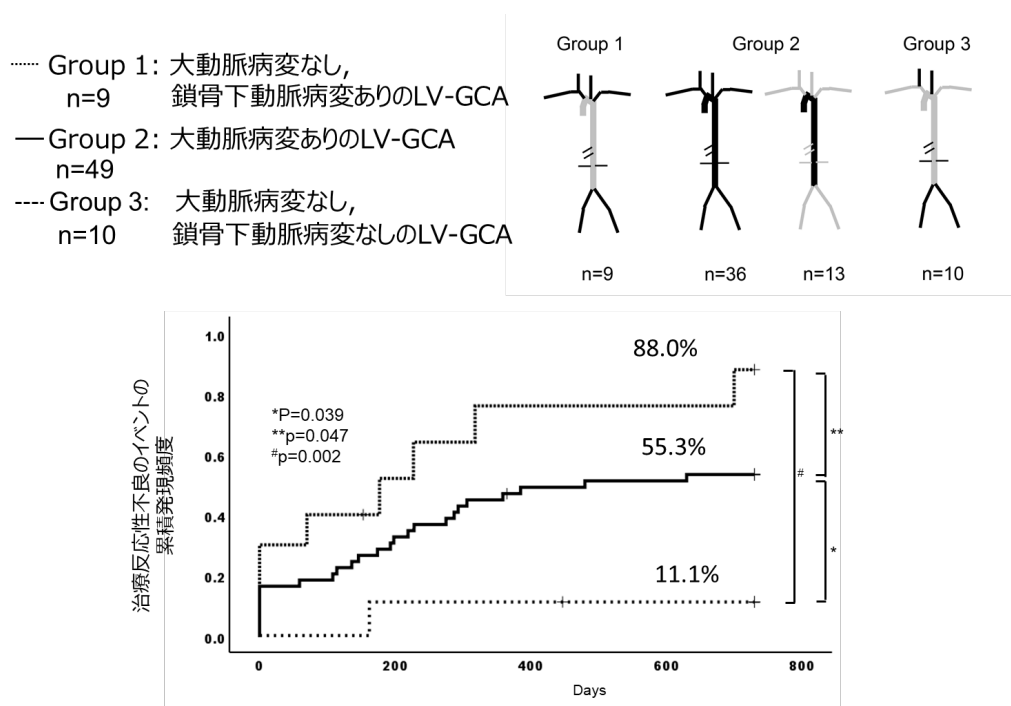 Group 1: 大動脈病変なし,
n=9 鎖骨下動脈病変ありのLV-GCA
Group 2: 大動脈病変ありのLV-GCA
n=49
Group 3: 大動脈病変なし,
n=10 鎖骨下動脈病変なしのLV-GCA
Group 1 Group 2 Group 3
n=9 n=36 n=13 n=10
治療反応性不良のイベントの
累積発現頻度
1.0
0.8
0.6
0.4
0.2
0.0
*P=0.039
**p=0.047
#p=0.002
88.0%
55.3%
11.1%
**
#
*
0 200 400 600 800
Days